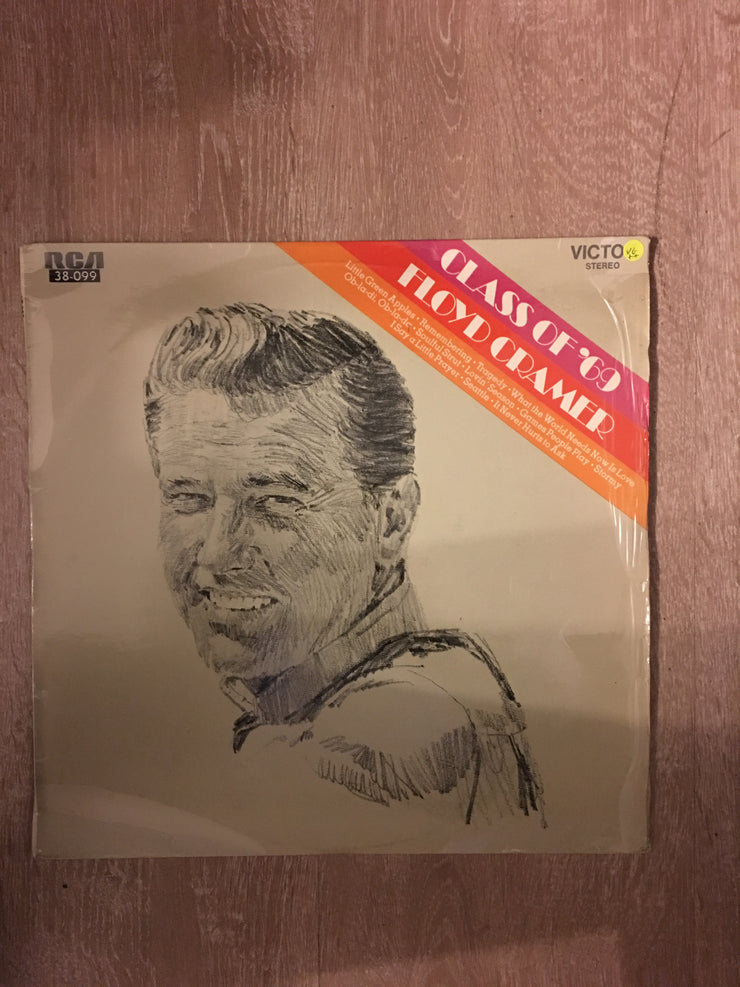 RCA
38-099
VICTO
STEREO
CLASS OF '69
FLOYD CRAMER
Little Green Apples • Remembering • Tragedy • What the World Needs Now Is Love
Ob-la-di, Ob-la-da • Soulful Strut • Lovin' Season • Games People Play • Stormy
I Say a Little Prayer • Seattle • It Never Hurts to Ask